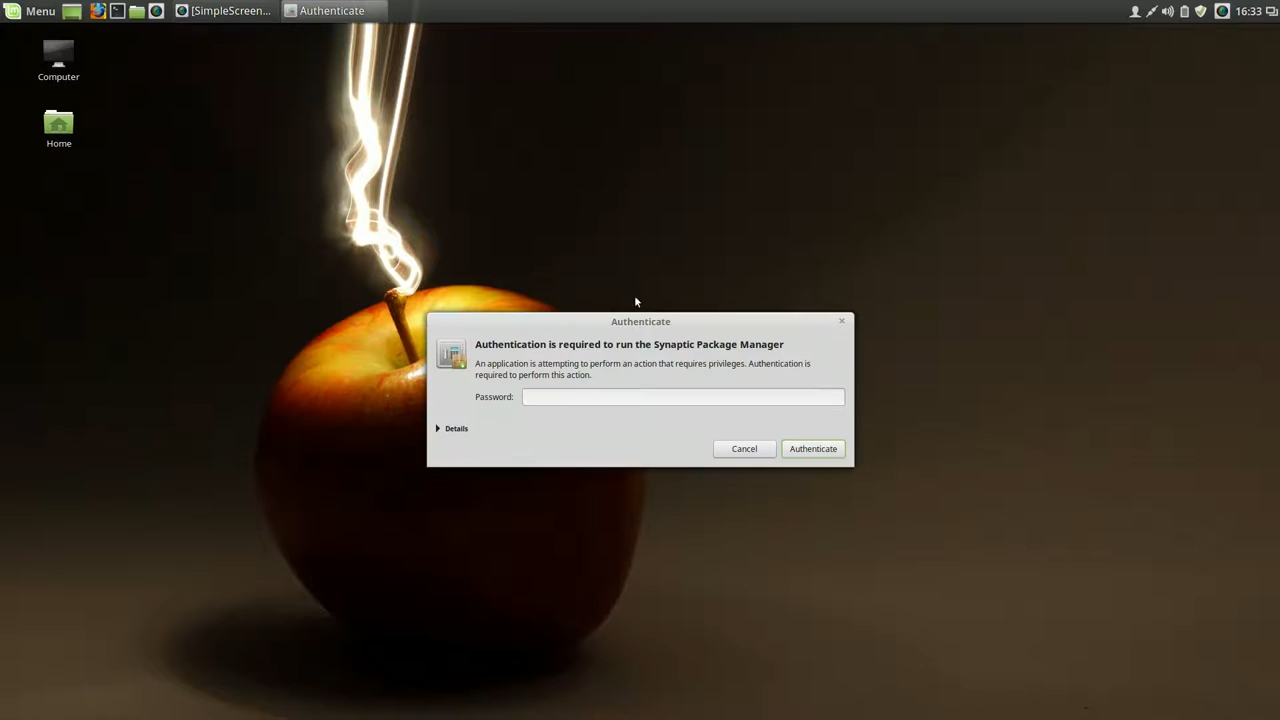 Menu
[SimpleScreen...
Authenticate
16:33
Computer
Home
Authenticate
Authentication is required to run the Synaptic Package Manager
An application is attempting to perform an action that requires privileges. Authentication is
required to perform this action.
Password:
Details
Cancel
Authenticate